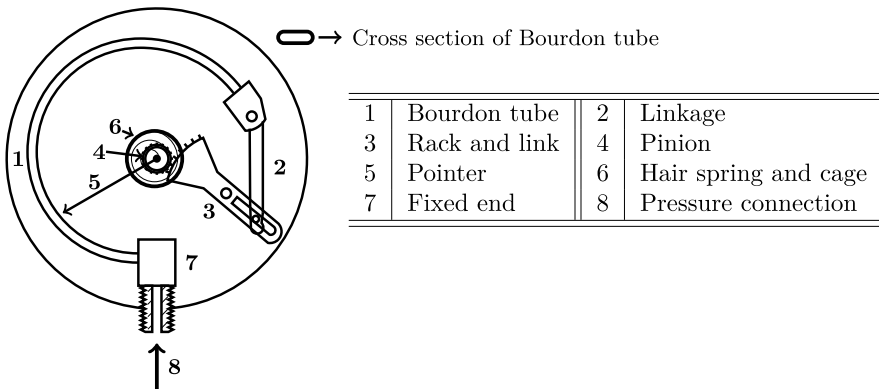 Cross section of Bourdon tube
1 Bourdon tube 2 Linkage
3 Rack and link 4 Pinion
5 Pointer 6 Hair spring and cage
7 Fixed end 8 Pressure connection
6
4
1
5
2
3
7
8